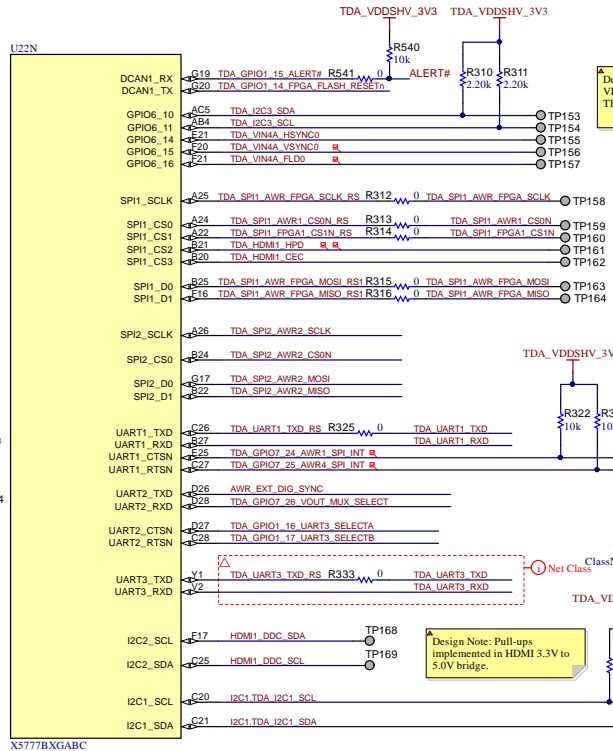 TDA_VDDSHV_3V3 TDA_VDDSHV_3V3
U22N
R540
10k
DCAN1_RX G19 TDA_GPIO1_15_ALERT# R541 0 ALERT#
R310 R311
2.20k 2.20k
DCAN1_TX G20 TDA_GPIO1_14_FPGA_FLASH_RESETn
GPIO6_10 AC5 TDA_I2C3_SDA TP153
GPIO6_11 AB4 TDA_I2C3_SCL TP154
GPIO6_14 E21 TDA_VIN4A_HSYNC0 TP155
GPIO6_15 F20 TDA_VIN4A_VSYNC0 TP156
GPIO6_16 F21 TDA_VIN4A_FLD0 TP157
SPI1_SCLK A25 TDA_SPI1_AWR_FPGA_SCLK_RS R312 0 TDA_SPI1_AWR_FPGA_SCLK TP158
SPI1_CS0 A24 TDA_SPI1_AWR1_CS0N_RS R313 0 TDA_SPI1_AWR1_CS0N TP159
SPI1_CS1 A22 TDA_SPI1_FPGA1_CS1N_RS R314 0 TDA_SPI1_FPGA1_CS1N TP160
SPI1_CS2 B21 TDA_HDMI1_HPD TP161
SPI1_CS3 B20 TDA_HDMI1_CEC TP162
SPI1_D0 B25 TDA_SPI1_AWR_FPGA_MOSI_RS1 R315 0 TDA_SPI1_AWR_FPGA_MOSI TP163
SPI1_D1 F16 TDA_SPI1_AWR_FPGA_MISO_RS1 R316 0 TDA_SPI1_AWR_FPGA_MISO TP164
SPI2_SCLK A26 TDA_SPI2_AWR2_SCLK
SPI2_CS0 B24 TDA_SPI2_AWR2_CS0N
TDA_VDDSHV_3V
SPI2_D0 G17 TDA_SPI2_AWR2_MOSI
SPI2_D1 B22 TDA_SPI2_AWR2_MISO
R322 R3
10k 10
UART1_TXD C26 TDA_UART1_TXD_RS R325 0 TDA_UART1_TXD
UART1_RXD B27 TDA_UART1_RXD
UART1_CTSN E25 TDA_GPIO7_24_AWR1_SPI_INT
UART1_RTSN C27 TDA_GPIO7_25_AWR4_SPI_INT
UART2_TXD D26 AWR_EXT_DIG_SYNC
UART2_RXD D28 TDA_GPIO7_26_VOUT_MUX_SELECT
4
UART2_CTSN D27 TDA_GPIO1_16_UART3_SELECTA
UART2_RTSN C28 TDA_GPIO1_17_UART3_SELECTB
i Net Class ClassN
UART3_TXD Y1 TDA_UART3_TXD_RS R333 0 TDA_UART3_TXD
UART3_RXD V2 TDA_UART3_RXD
TDA_VD
I2C2_SCL F17 HDMI1_DDC_SDA TP168
I2C2_SDA C25 HDMI1_DDC_SCL TP169
Design Note: Pull-ups
implemented in HDMI 3.3V to
5.0V bridge.
I2C1_SCL C20 I2C1.TDA_I2C1_SCL
I2C1_SDA C21 I2C1.TDA_I2C1_SDA
X5777BXGABC